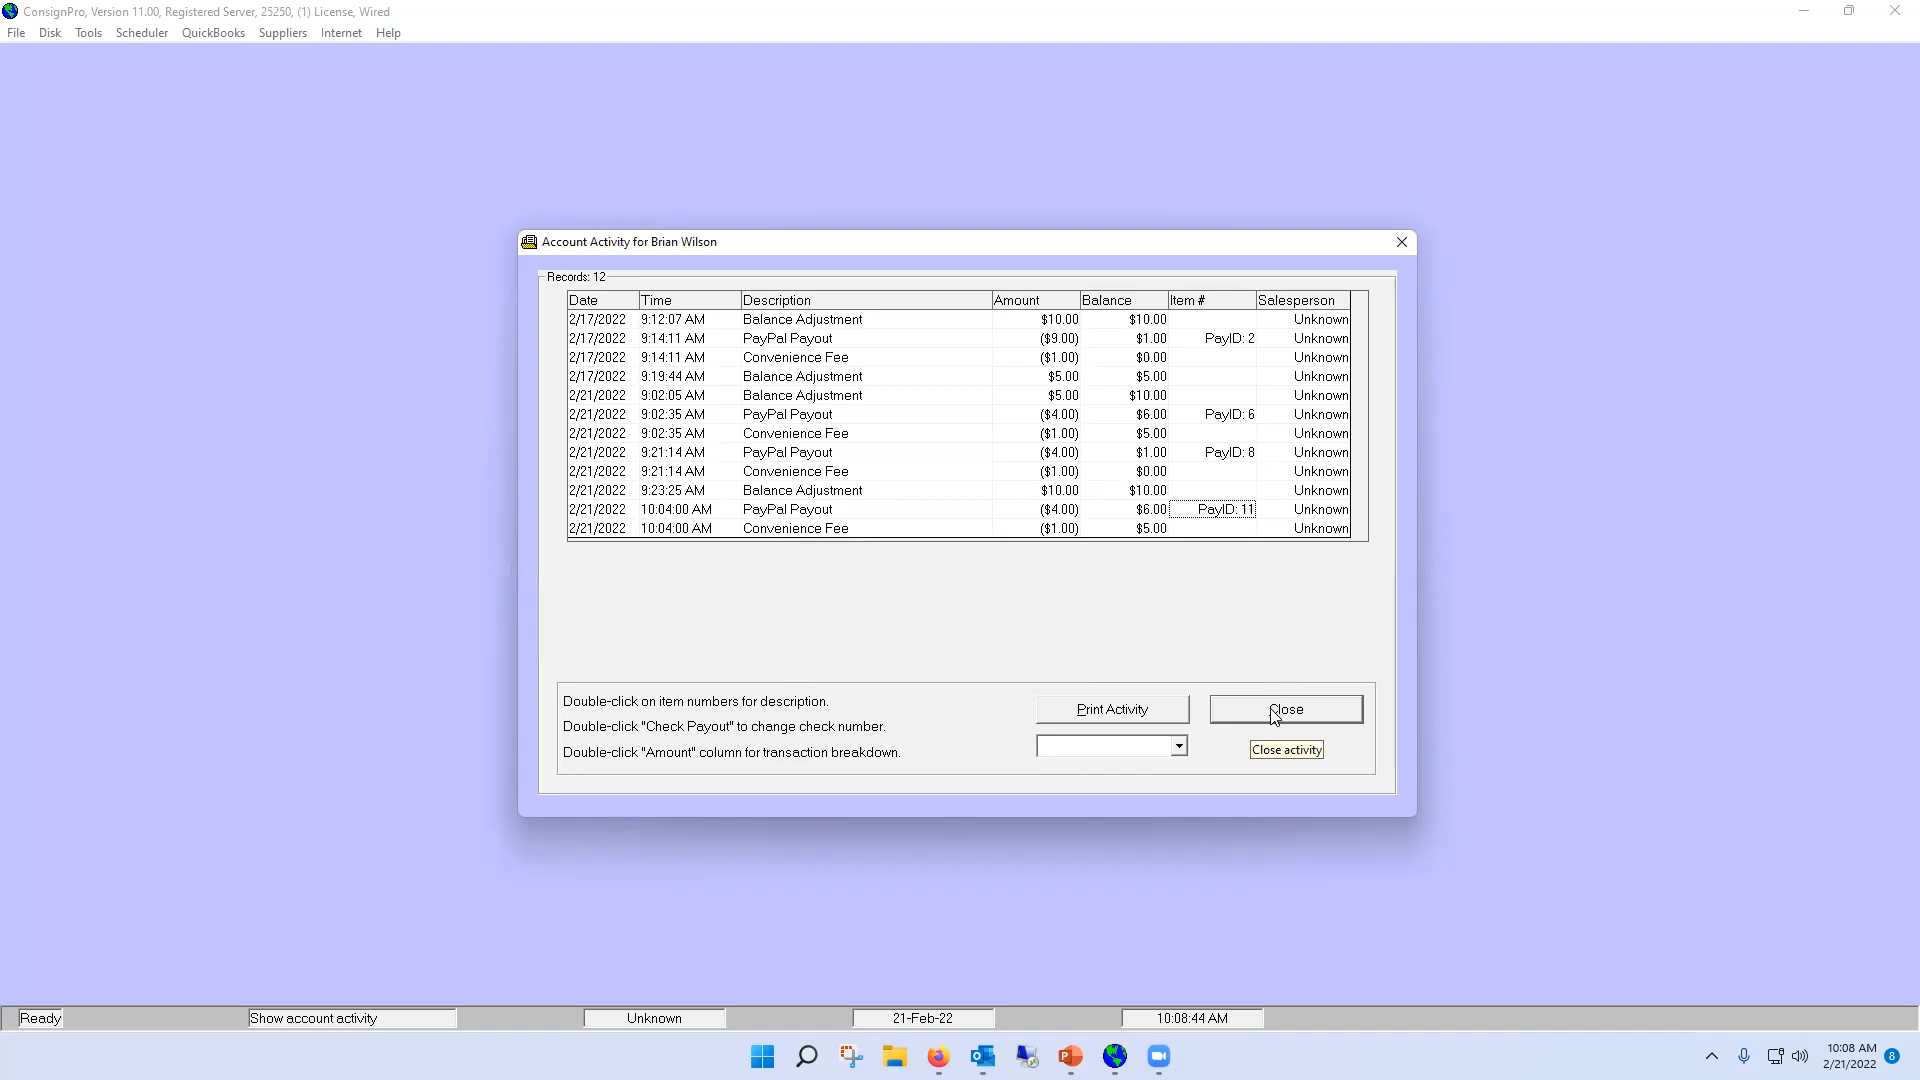 ConsignPro, Version 11.00, Registered Server, 25250, (1) License, Wired
File Disk Tools Scheduler QuickBooks Suppliers Internet Help
Account Activity for Brian Wilson
Records: 12
Date Time Description Amount Balance Item # Salesperson
2/17/2022 9:12:07 AM Balance Adjustment $10.00 $10.00 Unknown
2/17/2022 9:14:11 AM PayPal Payout ($9.00) $1.00 PayID: 2 Unknown
2/17/2022 9:14:11 AM Convenience Fee ($1.00) $0.00 Unknown
2/17/2022 9:19:44 AM Balance Adjustment $5.00 $5.00 Unknown
2/21/2022 9:02:05 AM Balance Adjustment $5.00 $10.00 Unknown
2/21/2022 9:02:35 AM PayPal Payout ($4.00) $6.00 PayID: 6 Unknown
2/21/2022 9:02:35 AM Convenience Fee ($1.00) $5.00 Unknown
2/21/2022 9:21:14 AM PayPal Payout ($4.00) $1.00 PayID: 8 Unknown
2/21/2022 9:21:14 AM Convenience Fee ($1.00) $0.00 Unknown
2/21/2022 9:23:25 AM Balance Adjustment $10.00 $10.00 Unknown
2/21/2022 10:04:00 AM PayPal Payout ($4.00) $6.00 PayID: 11 Unknown
2/21/2022 10:04:00 AM Convenience Fee ($1.00) $5.00 Unknown
Double-click on item numbers for description.
Double-click "Check Payout" to change check number.
Double-click "Amount" column for transaction breakdown.
Print Activity Close
Close activity
Ready Show account activity Unknown 21-Feb-22 10:08:44 AM
10:08 AM
2/21/2022
8